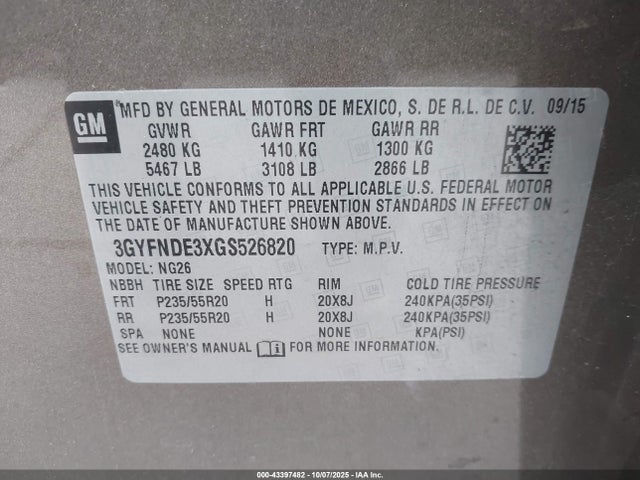 GM
MFD BY GENERAL MOTORS DE MEXICO, S. DE R.L. DE C.V. 09/15
GVWR GAWR FRT GAWR RR
2480 KG 1410 KG 1300 KG
5467 LB 3108 LB 2866 LB
THIS VEHICLE CONFORMS TO ALL APPLICABLE U.S. FEDERAL MOTOR
VEHICLE SAFETY AND THEFT PREVENTION STANDARDS IN EFFECT ON
THE DATE OF MANUFACTURE SHOWN ABOVE.
3GYFNDE3XGS526820 TYPE: M.P.V.
MODEL: NG26
NBBH TIRE SIZE SPEED RTG RIM COLD TIRE PRESSURE
FRT P235/55R20 H 20X8J 240KPA(35PSI)
RR P235/55R20 H 20X8J 240KPA(35PSI)
SPA NONE NONE KPA(PSI)
SEE OWNER'S MANUAL FOR MORE INFORMATION.
000-43397482 - 10/07/2025 - IAA Inc.